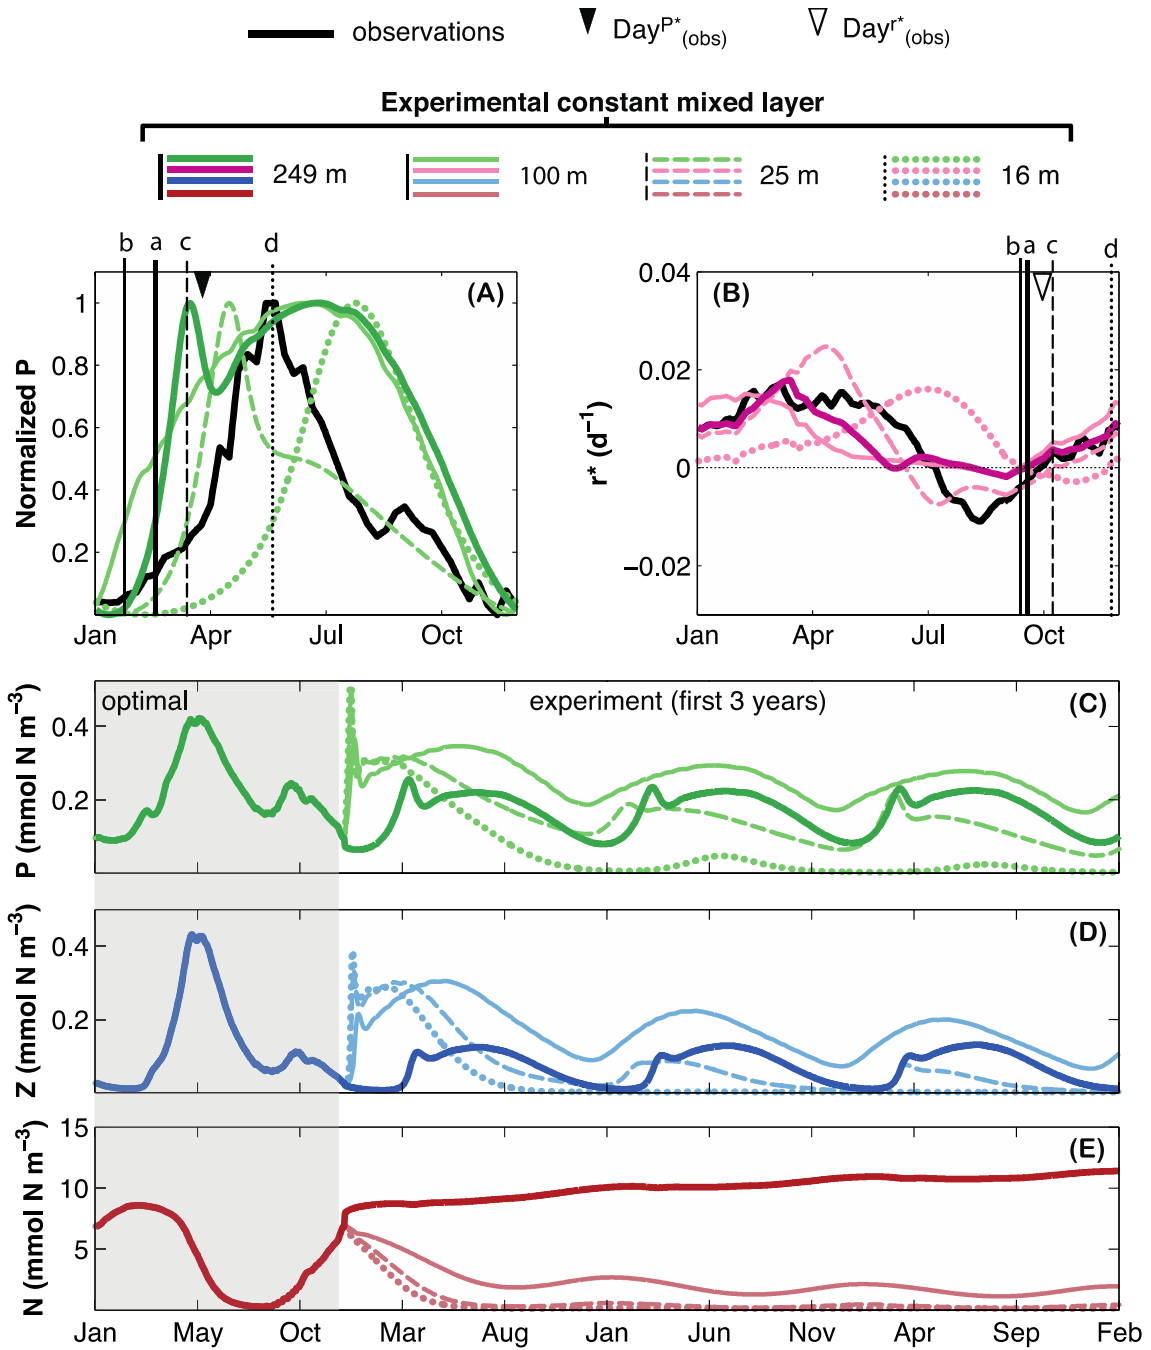 observations Day^P*_(obs) Day^r*_(obs)
Experimental constant mixed layer
249 m 100 m 25 m 16 m
b a c d
(A)
Normalized P
1
0.8
0.6
0.4
0.2
Jan Apr Jul Oct
b a c d
(B)
r* (d⁻¹)
0.04
0.02
0
−0.02
Jan Apr Jul Oct
optimal experiment (first 3 years) (C)
P (mmol N m⁻³)
0.4
0.2
(D)
Z (mmol N m⁻³)
0.4
0.2
(E)
N (mmol N m⁻³)
15
10
5
Jan May Oct Mar Aug Jan Jun Nov Apr Sep Feb